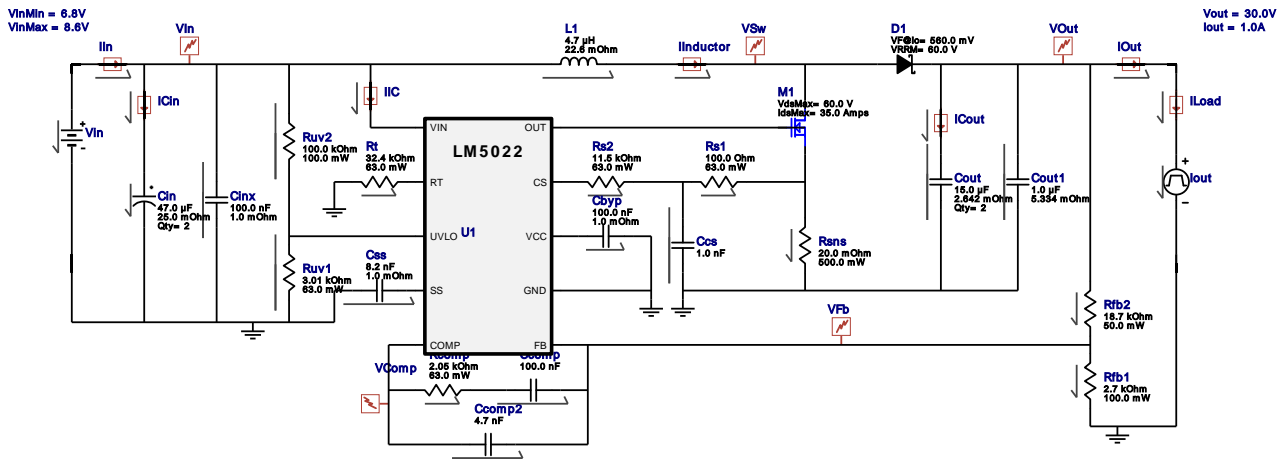 VinMin = 6.8V
VinMax = 8.6V
Vout = 30.0V
Iout = 1.0A
Vin
IIn
ICin
IIC
L1
4.7 µH
22.6 mOhm
IInductor
VSw
D1
VF@Io= 560.0 mV
VRRM= 60.0 V
VOut
IOut
ILoad
M1
VdsMax= 60.0 V
IdsMax= 35.0 Amps
ICout
Vin
+
-
Ruv2
100.0 kOhm
100.0 mW
Rt
32.4 kOhm
63.0 mW
VIN
OUT
LM5022
RT
CS
UVLO
U1
VCC
SS
GND
COMP
FB
Rs2
11.5 kOhm
63.0 mW
Rs1
100.0 Ohm
63.0 mW
Cin
47.0 µF
25.0 mOhm
Qty= 2
Cinx
100.0 nF
1.0 mOhm
Cbyp
100.0 nF
1.0 mOhm
Ccs
1.0 nF
Rsns
20.0 mOhm
500.0 mW
Cout
15.0 µF
2.642 mOhm
Qty= 2
Cout1
1.0 µF
5.334 mOhm
+
Iout
-
Ruv1
3.01 kOhm
63.0 mW
Css
8.2 nF
1.0 mOhm
VFb
Rfb2
18.7 kOhm
50.0 mW
VComp
Rcomp
2.05 kOhm
63.0 mW
Ccomp
100.0 nF
Ccomp2
4.7 nF
Rfb1
2.7 kOhm
100.0 mW